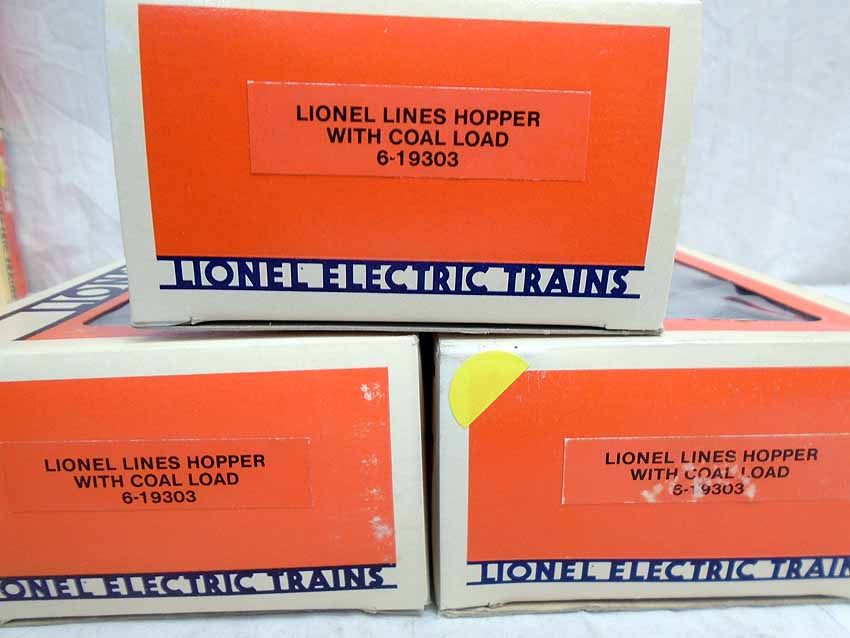 LIONEL LINES HOPPER
WITH COAL LOAD
6-19303
LIONEL ELECTRIC TRAINS
LIONEL LINES HOPPER
WITH COAL LOAD
6-19303
ONEL ELECTRIC TRAINS
LIONEL LINES HOPPER
WITH COAL LOAD
6-19303
LIONEL ELECTRIC TRAIN